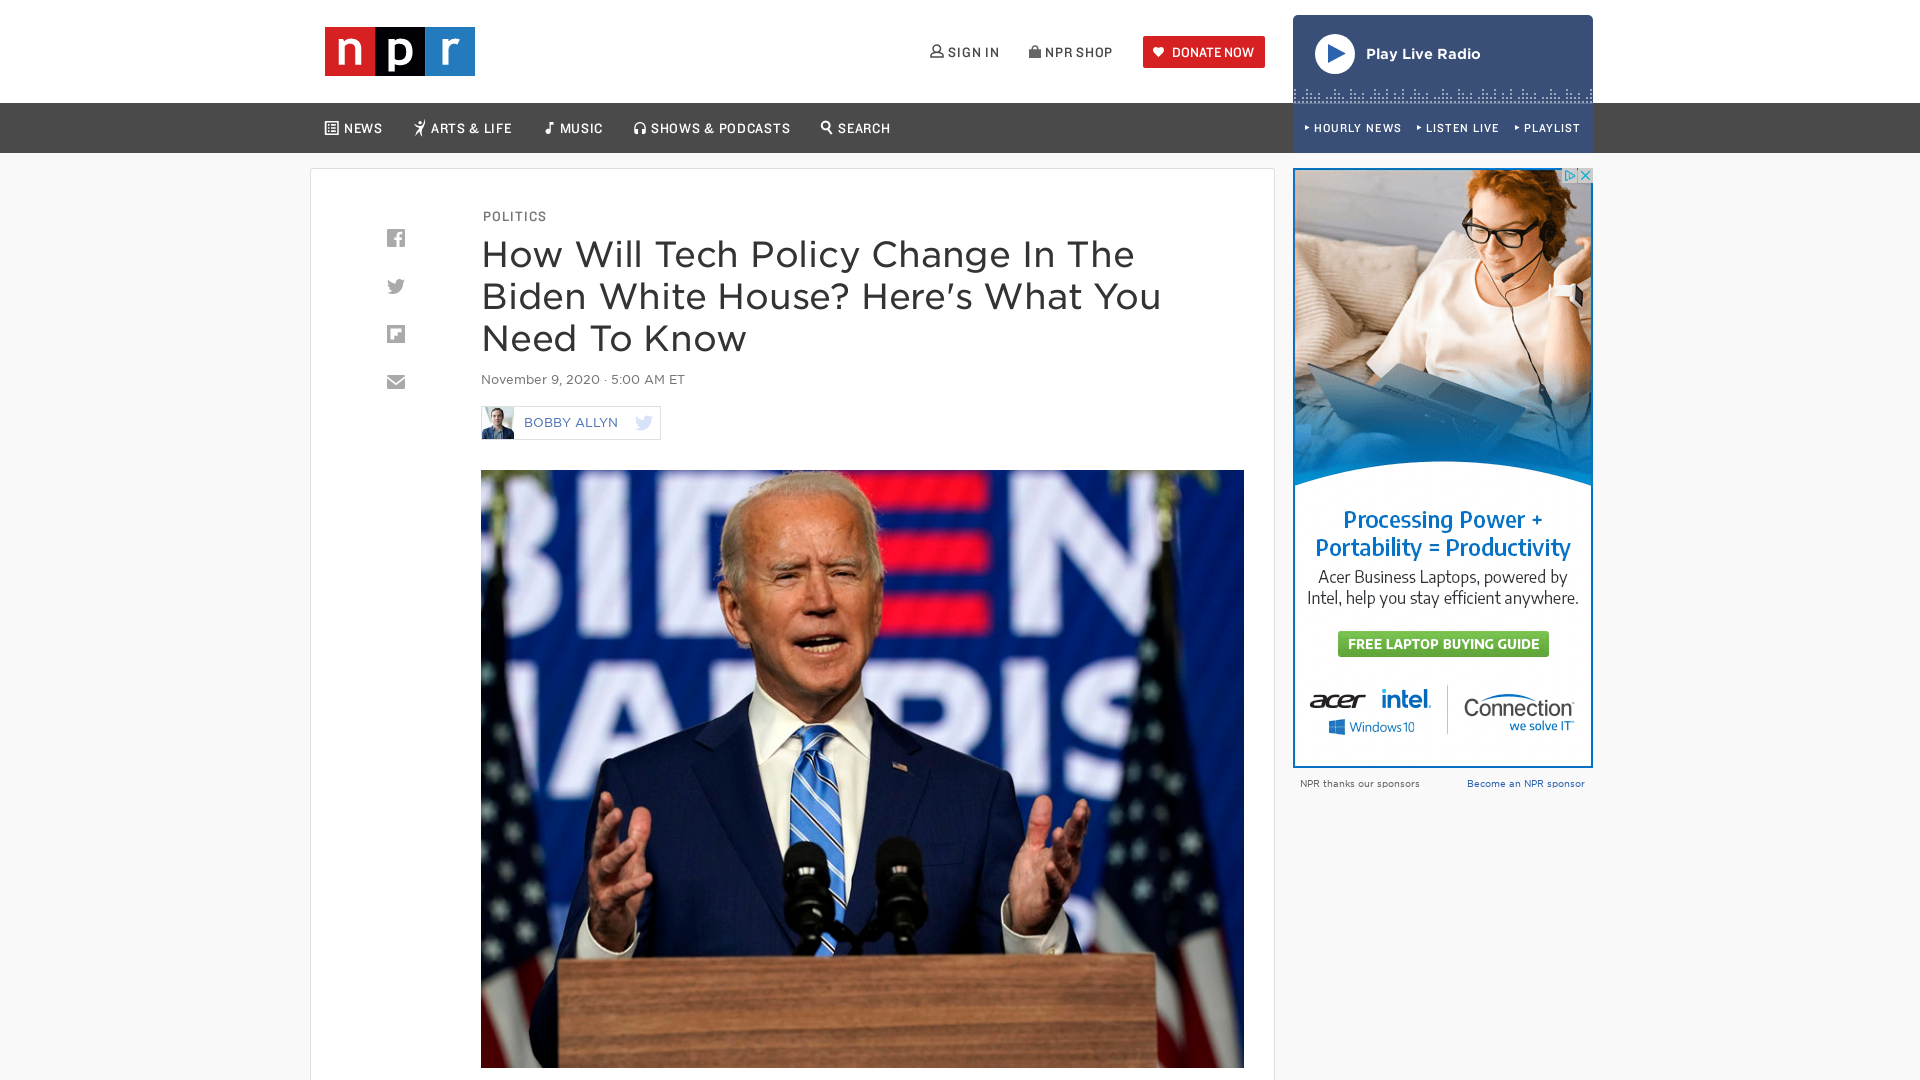 npr
SIGN IN
NPR SHOP
DONATE NOW
Play Live Radio
NEWS
ARTS & LIFE
MUSIC
SHOWS & PODCASTS
SEARCH
HOURLY NEWS
LISTEN LIVE
PLAYLIST
POLITICS
How Will Tech Policy Change In The
Biden White House? Here's What You
Need To Know
November 9, 2020 · 5:00 AM ET
BOBBY ALLYN
BIDEN
HARRIS
Processing Power +
Portability = Productivity
Acer Business Laptops, powered by
Intel, help you stay efficient anywhere.
FREE LAPTOP BUYING GUIDE
acer
intel.
Windows 10
Connection®
we solve IT™
NPR thanks our sponsors
Become an NPR sponsor